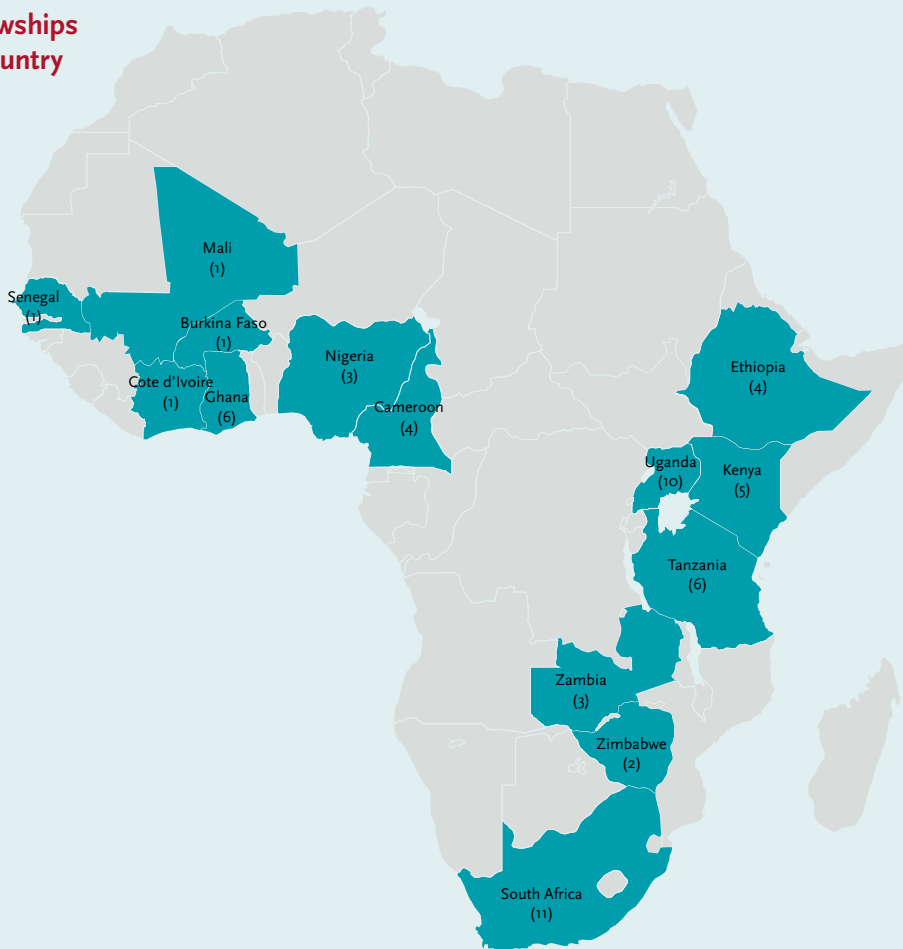 wships
untry
Mali
(1)
Senegal
(1)
Burkina Faso
(1)
Nigeria
(3)
Cote d'Ivoire
(1)
Ghana
(6)
Cameroon
(4)
Ethiopia
(4)
Uganda
(10)
Kenya
(5)
Tanzania
(6)
Zambia
(3)
Zimbabwe
(2)
South Africa
(11)